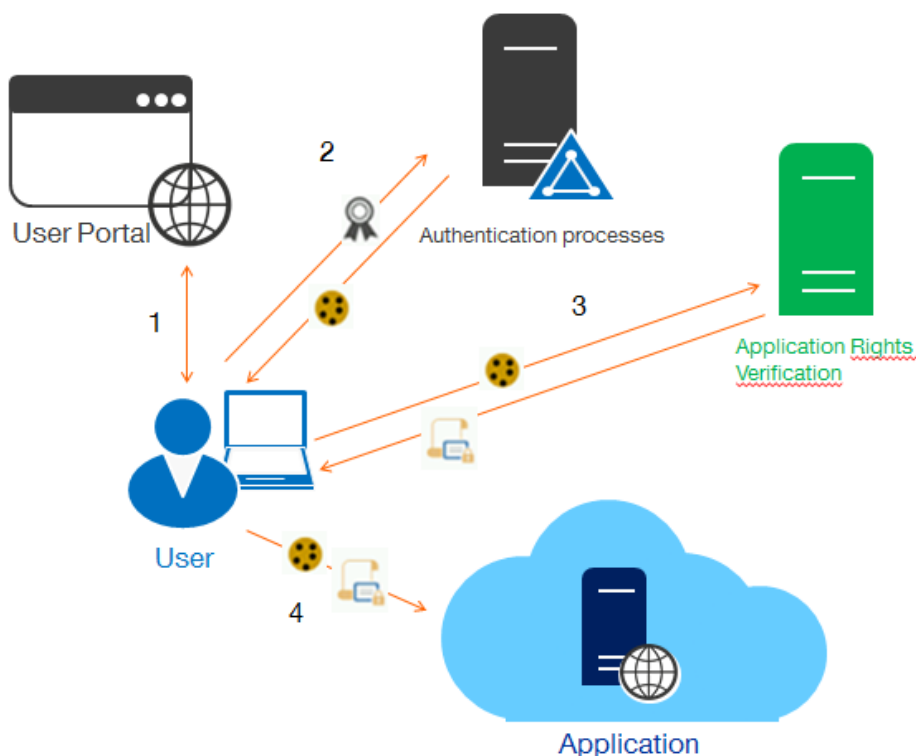 2
User Portal
Authentication processes
1
3
Application Rights
Verification
User
4
Application